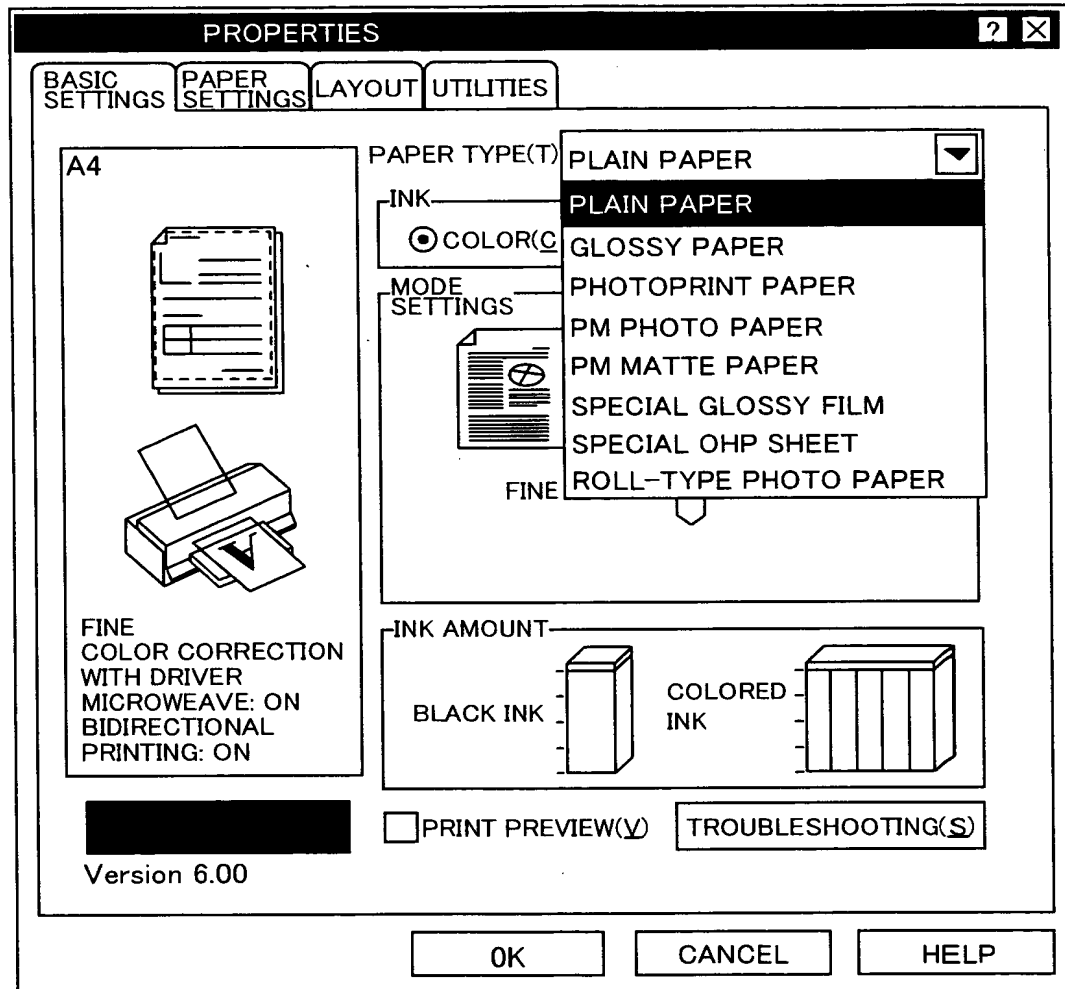 PROPERTIES
?
BASIC SETTINGS
PAPER SETTINGS
LAYOUT
UTILITIES
A4
PAPER TYPE(T)
PLAIN PAPER
PLAIN PAPER
GLOSSY PAPER
PHOTOPRINT PAPER
PM PHOTO PAPER
PM MATTE PAPER
SPECIAL GLOSSY FILM
SPECIAL OHP SHEET
ROLL-TYPE PHOTO PAPER
INK
COLOR(C
MODE
SETTINGS
FINE
A
FINE
COLOR CORRECTION
WITH DRIVER
MICROWEAVE: ON
BIDIRECTIONAL
PRINTING: ON
INK AMOUNT
BLACK INK
COLORED
INK
PRINT PREVIEW(V)
TROUBLESHOOTING(S)
Version 6.00
OK
CANCEL
HELP